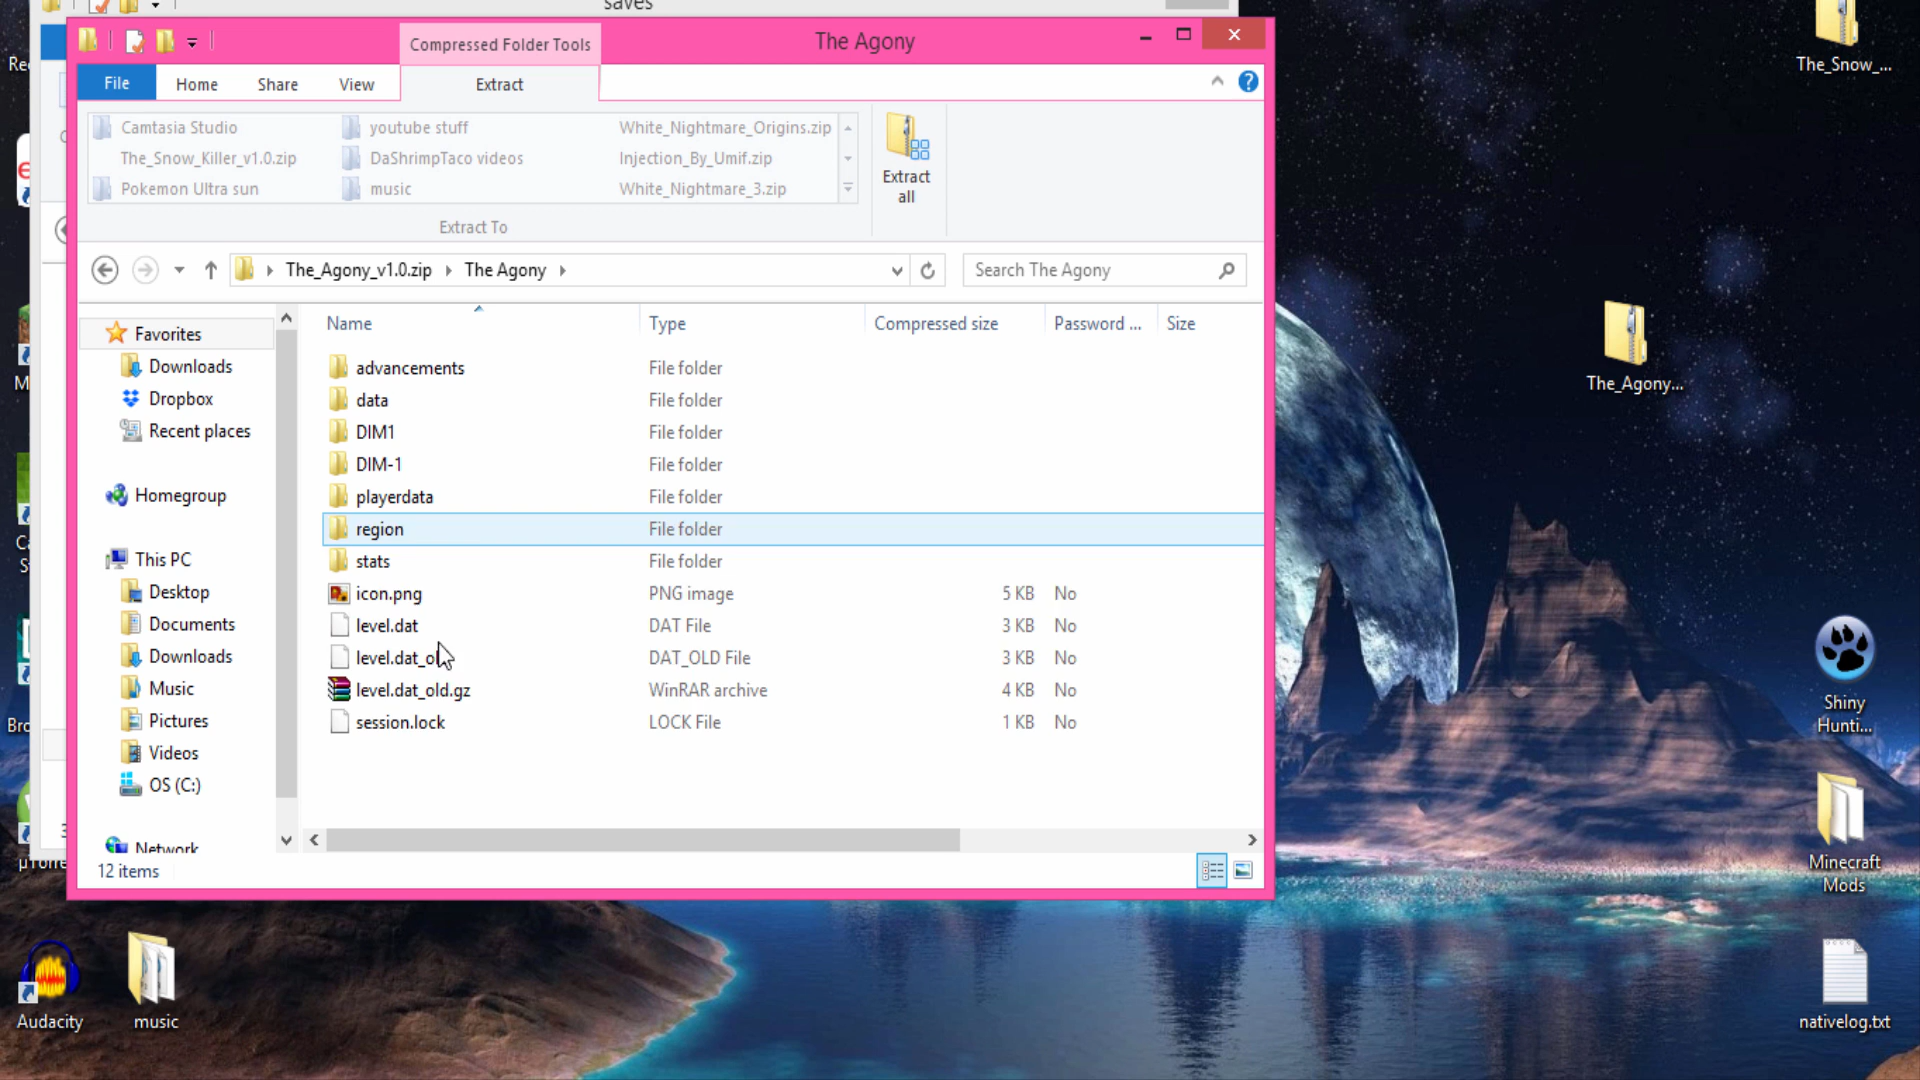 saves
The_Snow_...
Compressed Folder Tools
The Agony
File
Home
Share
View
Extract
Camtasia Studio
youtube stuff
White_Nightmare_Origins.zip
The_Snow_Killer_v1.0.zip
DaShrimpTaco videos
Injection_By_Umif.zip
Pokemon Ultra sun
music
White_Nightmare_3.zip
Extract all
Extract To
The_Agony_v1.0.zip
The Agony
Search The Agony
Name
Type
Compressed size
Password ...
Size
Favorites
Downloads
Dropbox
Recent places
Homegroup
This PC
Desktop
Documents
Downloads
Music
Pictures
Videos
OS (C:)
Network
advancements File folder
data File folder
DIM1 File folder
DIM-1 File folder
playerdata File folder
region File folder
stats File folder
icon.png PNG image 5 KB No
level.dat DAT File 3 KB No
level.dat_old DAT_OLD File 3 KB No
level.dat_old.gz WinRAR archive 4 KB No
session.lock LOCK File 1 KB No
12 items
The_Agony...
Shiny
Hunti...
Minecraft
Mods
nativelog.txt
Audacity
music